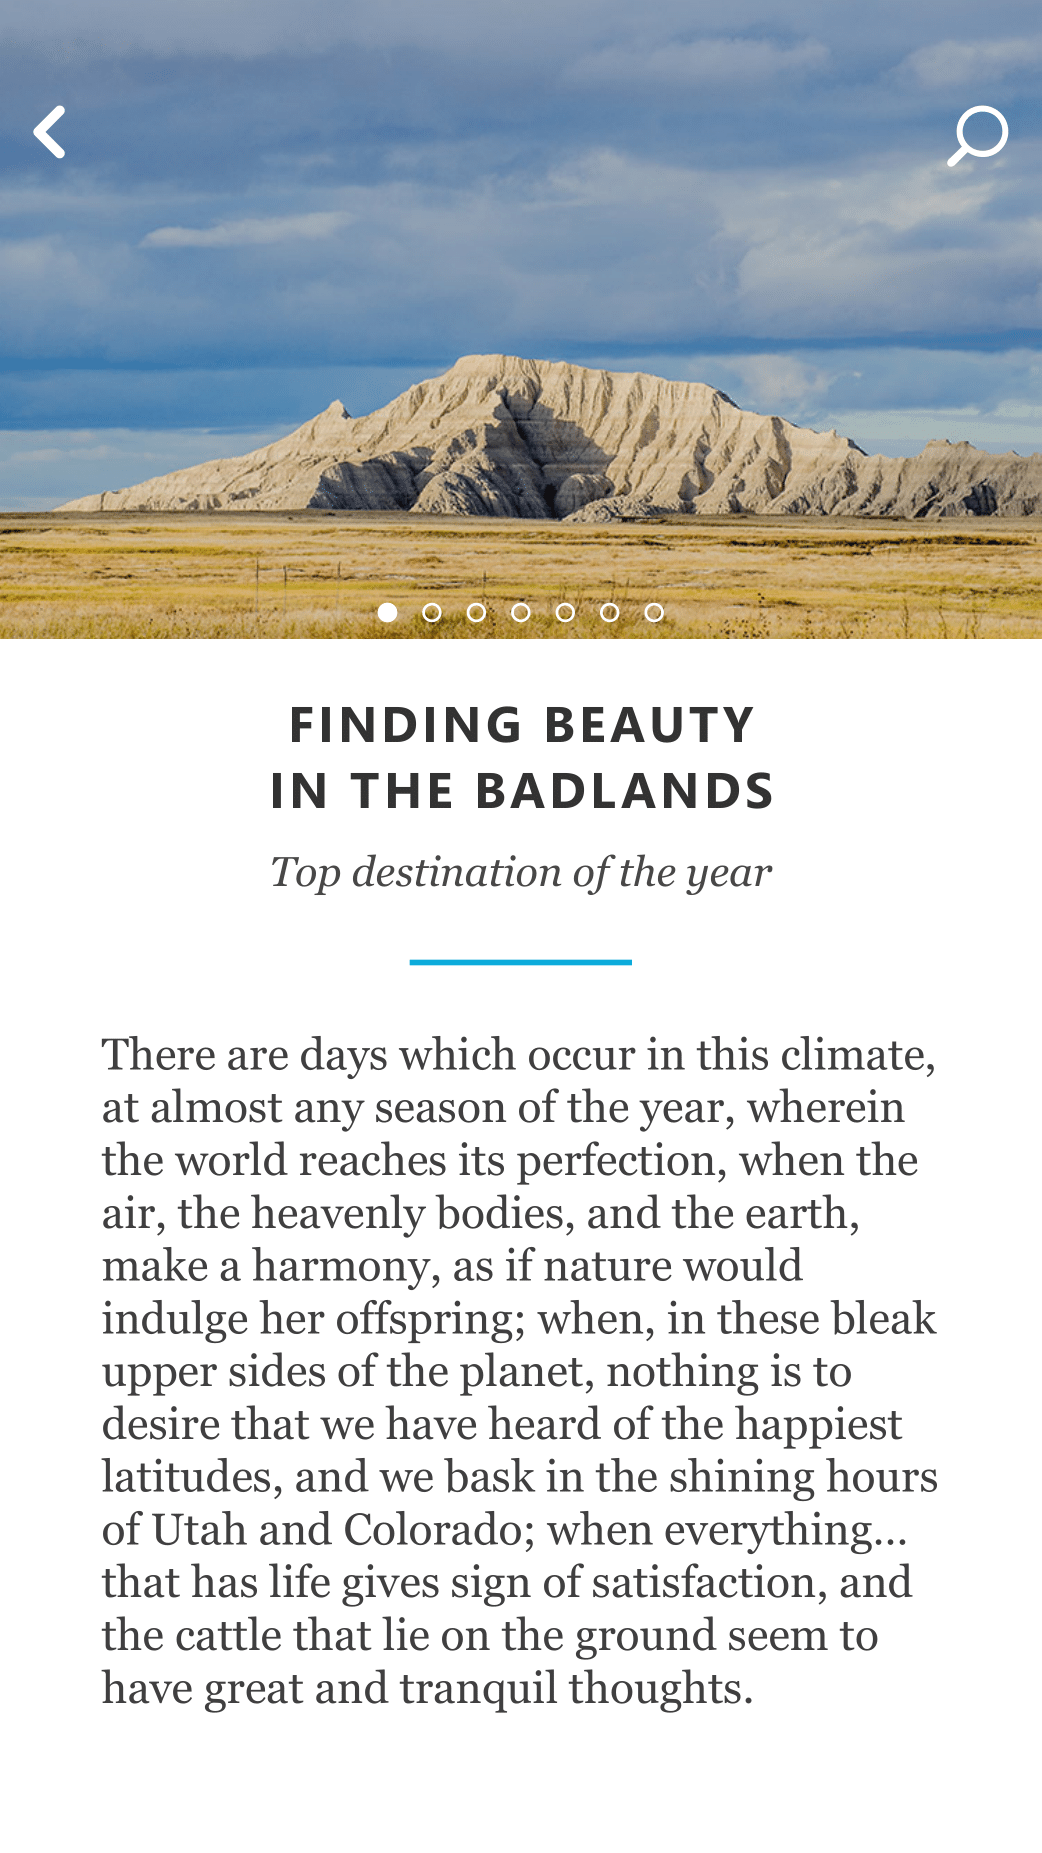 FINDING BEAUTY
IN THE BADLANDS
Top destination of the year
There are days which occur in this climate,
at almost any season of the year, wherein
the world reaches its perfection, when the
air, the heavenly bodies, and the earth,
make a harmony, as if nature would
indulge her offspring; when, in these bleak
upper sides of the planet, nothing is to
desire that we have heard of the happiest
latitudes, and we bask in the shining hours
of Utah and Colorado; when everything...
that has life gives sign of satisfaction, and
the cattle that lie on the ground seem to
have great and tranquil thoughts.